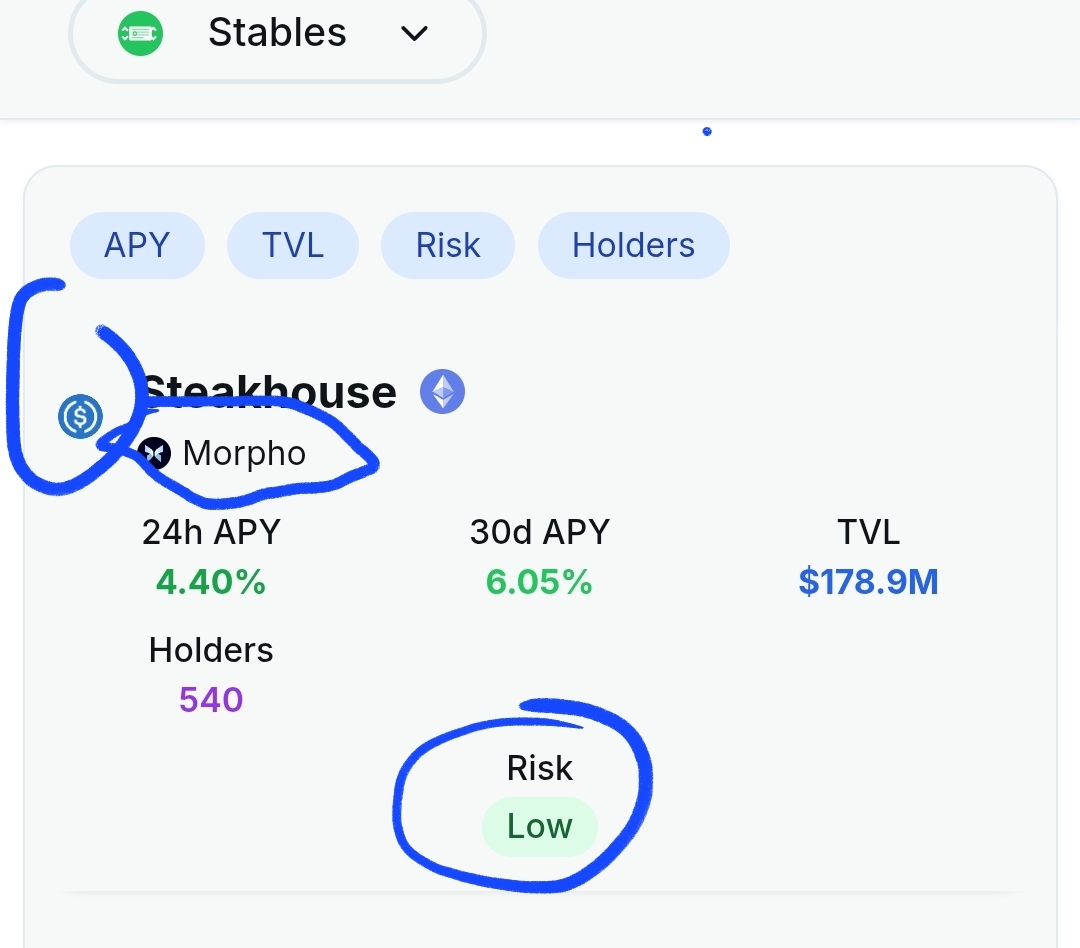 Stables
APY TVL Risk Holders
Steakhouse
Morpho
24h APY 30d APY TVL
4.40% 6.05% $178.9M
Holders
540
Risk
Low